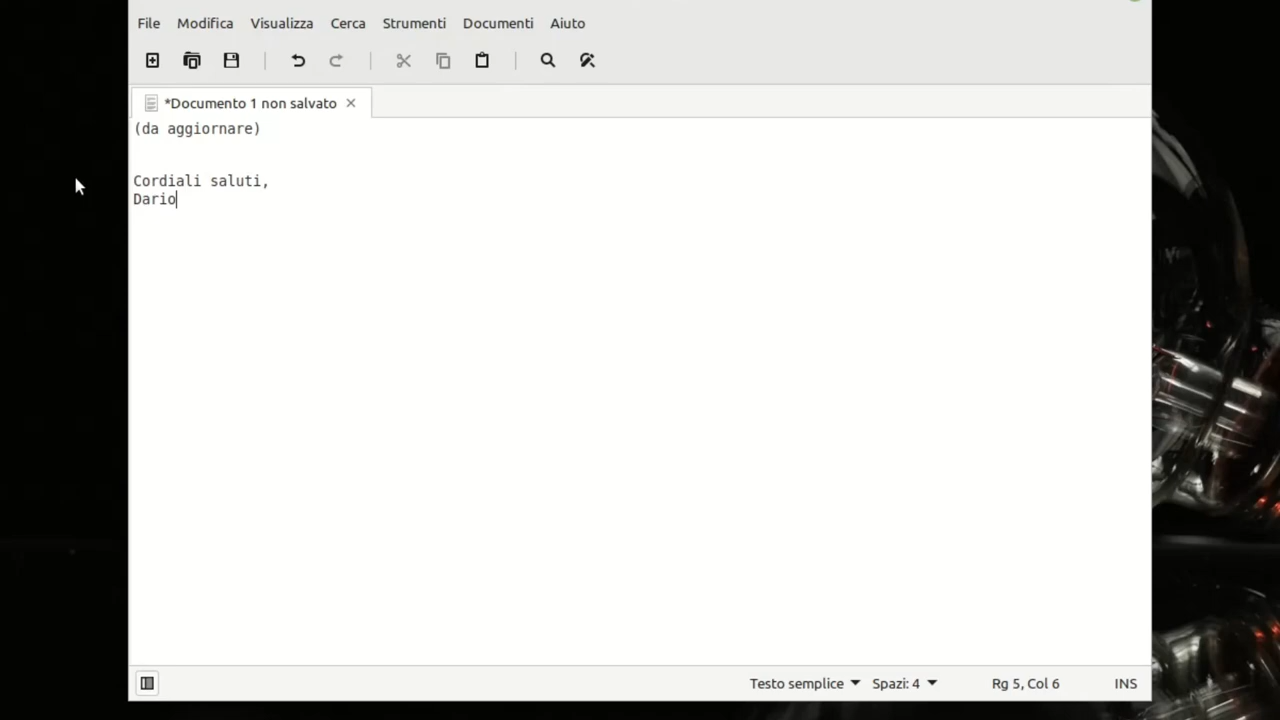 File Modifica Visualizza Cerca Strumenti Documenti Aiuto
*Documento 1 non salvato
(da aggiornare)
Cordiali saluti,
Dario
Testo semplice Spazi: 4 Rg 5, Col 6 INS